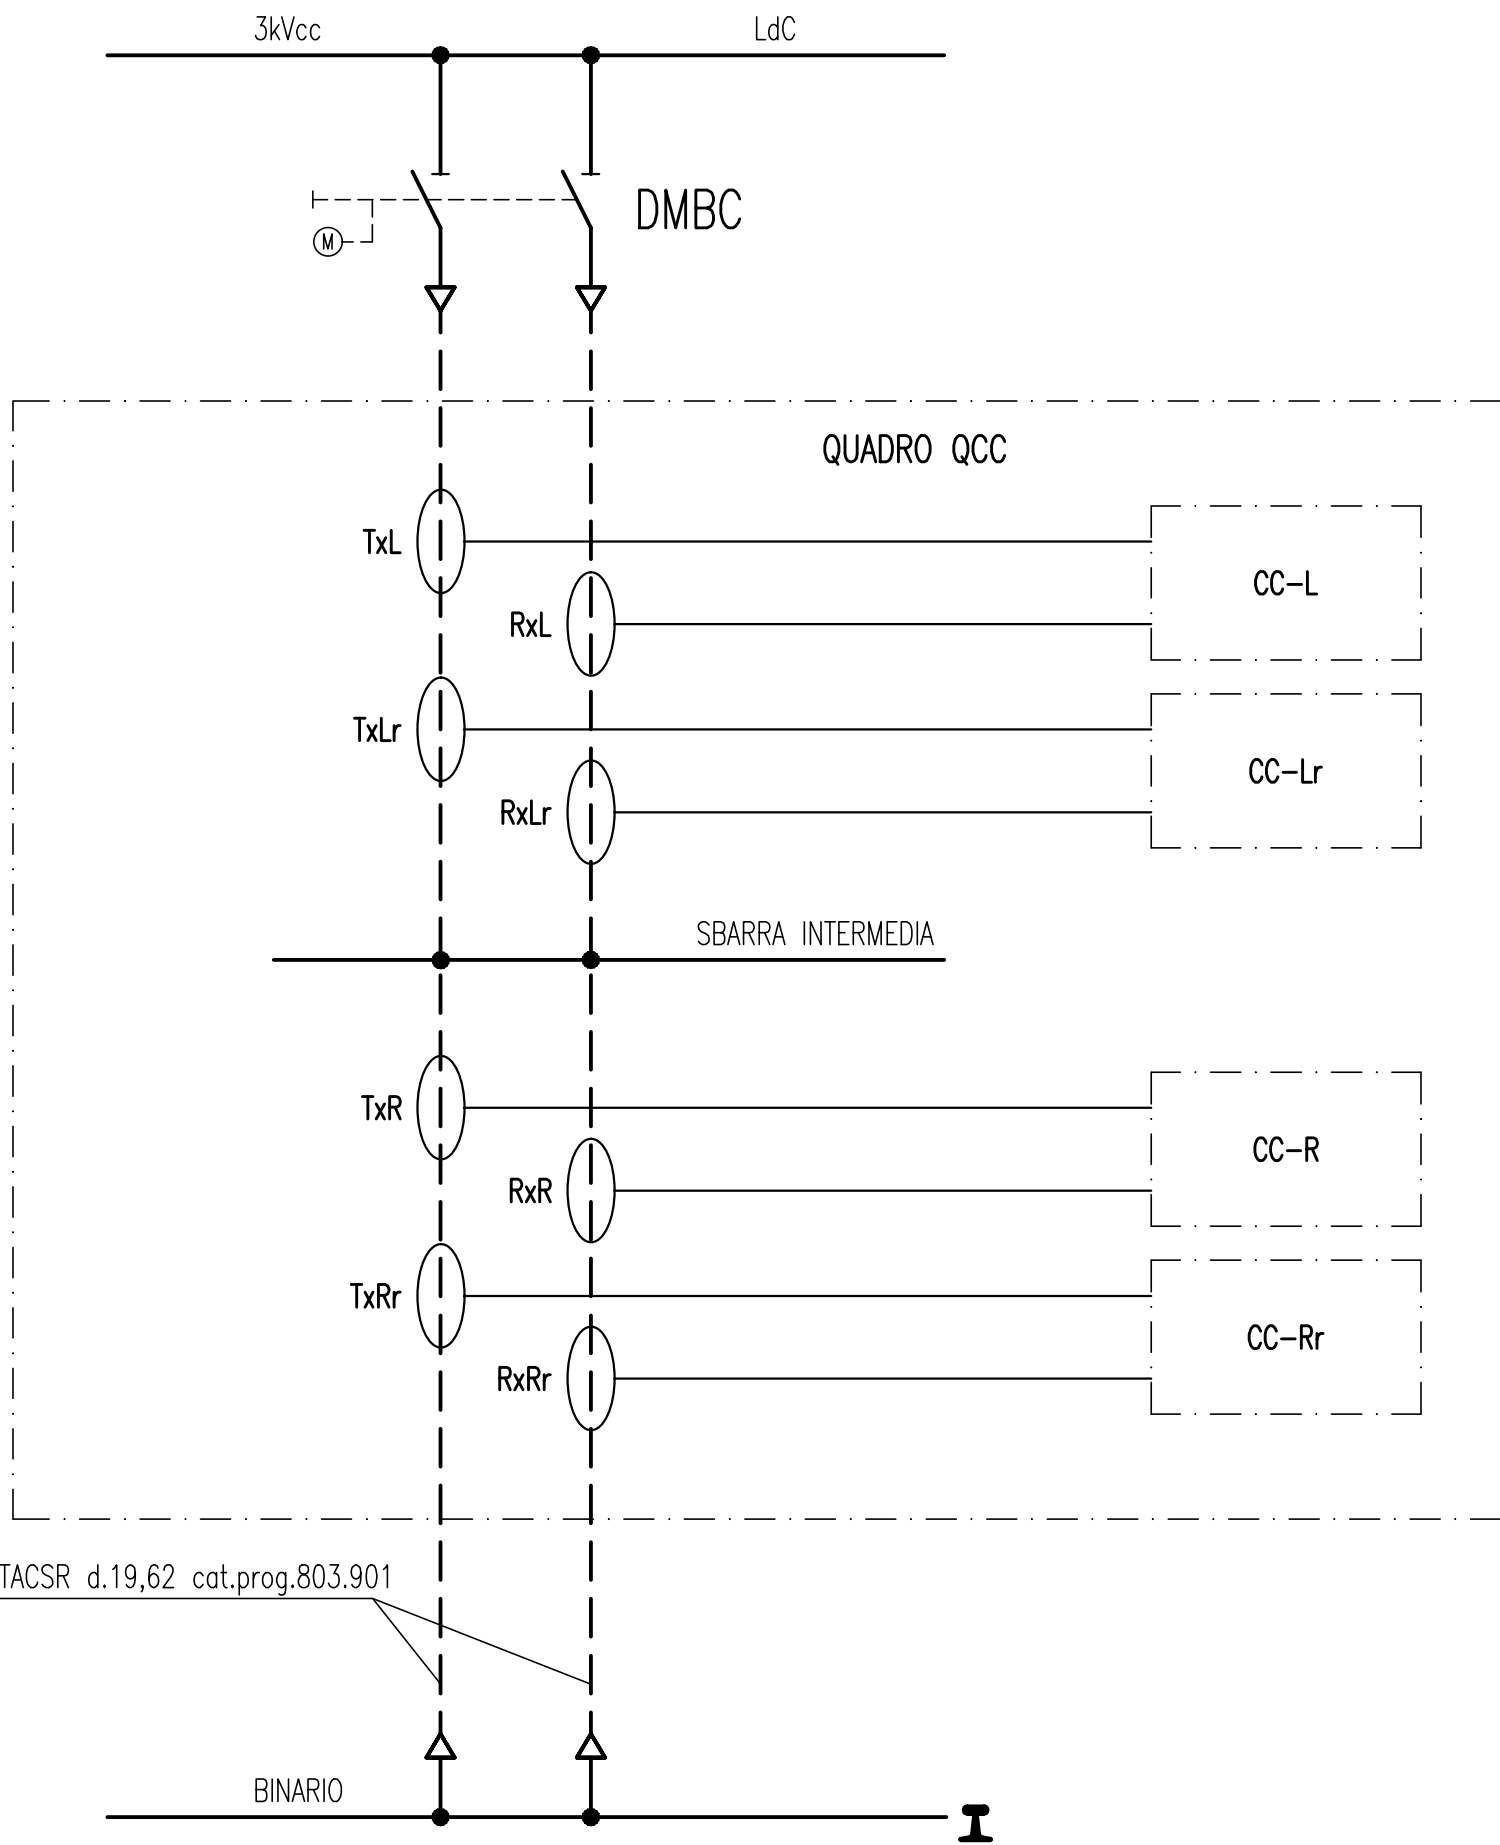 3kVcc LdC
DMBC
M
QUADRO QCC
TxL
CC-L
RxL
TxLr
CC-Lr
RxLr
SBARRA INTERMEDIA
TxR
CC-R
RxR
TxRr
CC-Rr
RxRr
TACSR d.19,62 cat.prog.803.901
BINARIO